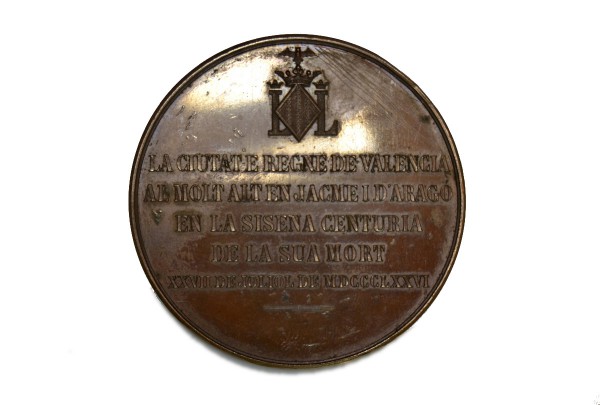 L L
LA CIUTAT E REGNE DE VALENCIA
AL MOLT ALT EN JACME I D'ARAGÓ
EN LA SISENA CENTURIA
DE LA SUA MORT
XXVII DE JULIOL DE MDCCCLXXVI